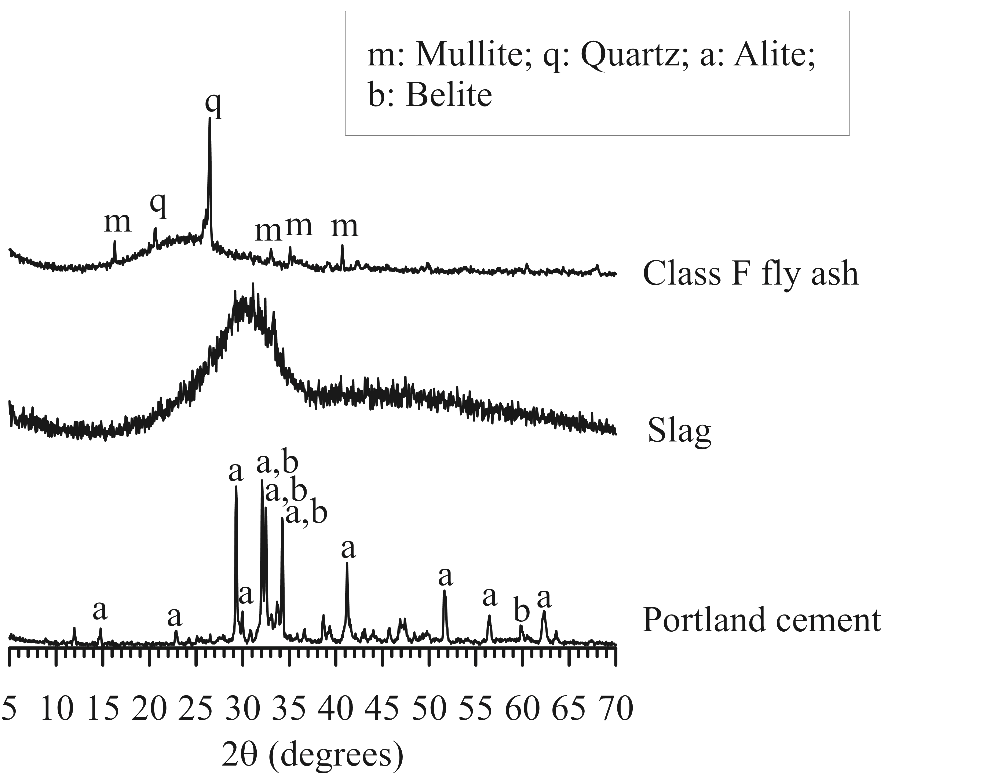 m: Mullite; q: Quartz; a: Alite;
b: Belite
q
m
q
m
m
m
Class F fly ash
Slag
a
a,b
a,b
a,b
a
a
a
a
a
a
b
a
Portland cement
5 10 15 20 25 30 35 40 45 50 55 60 65 70
2θ (degrees)